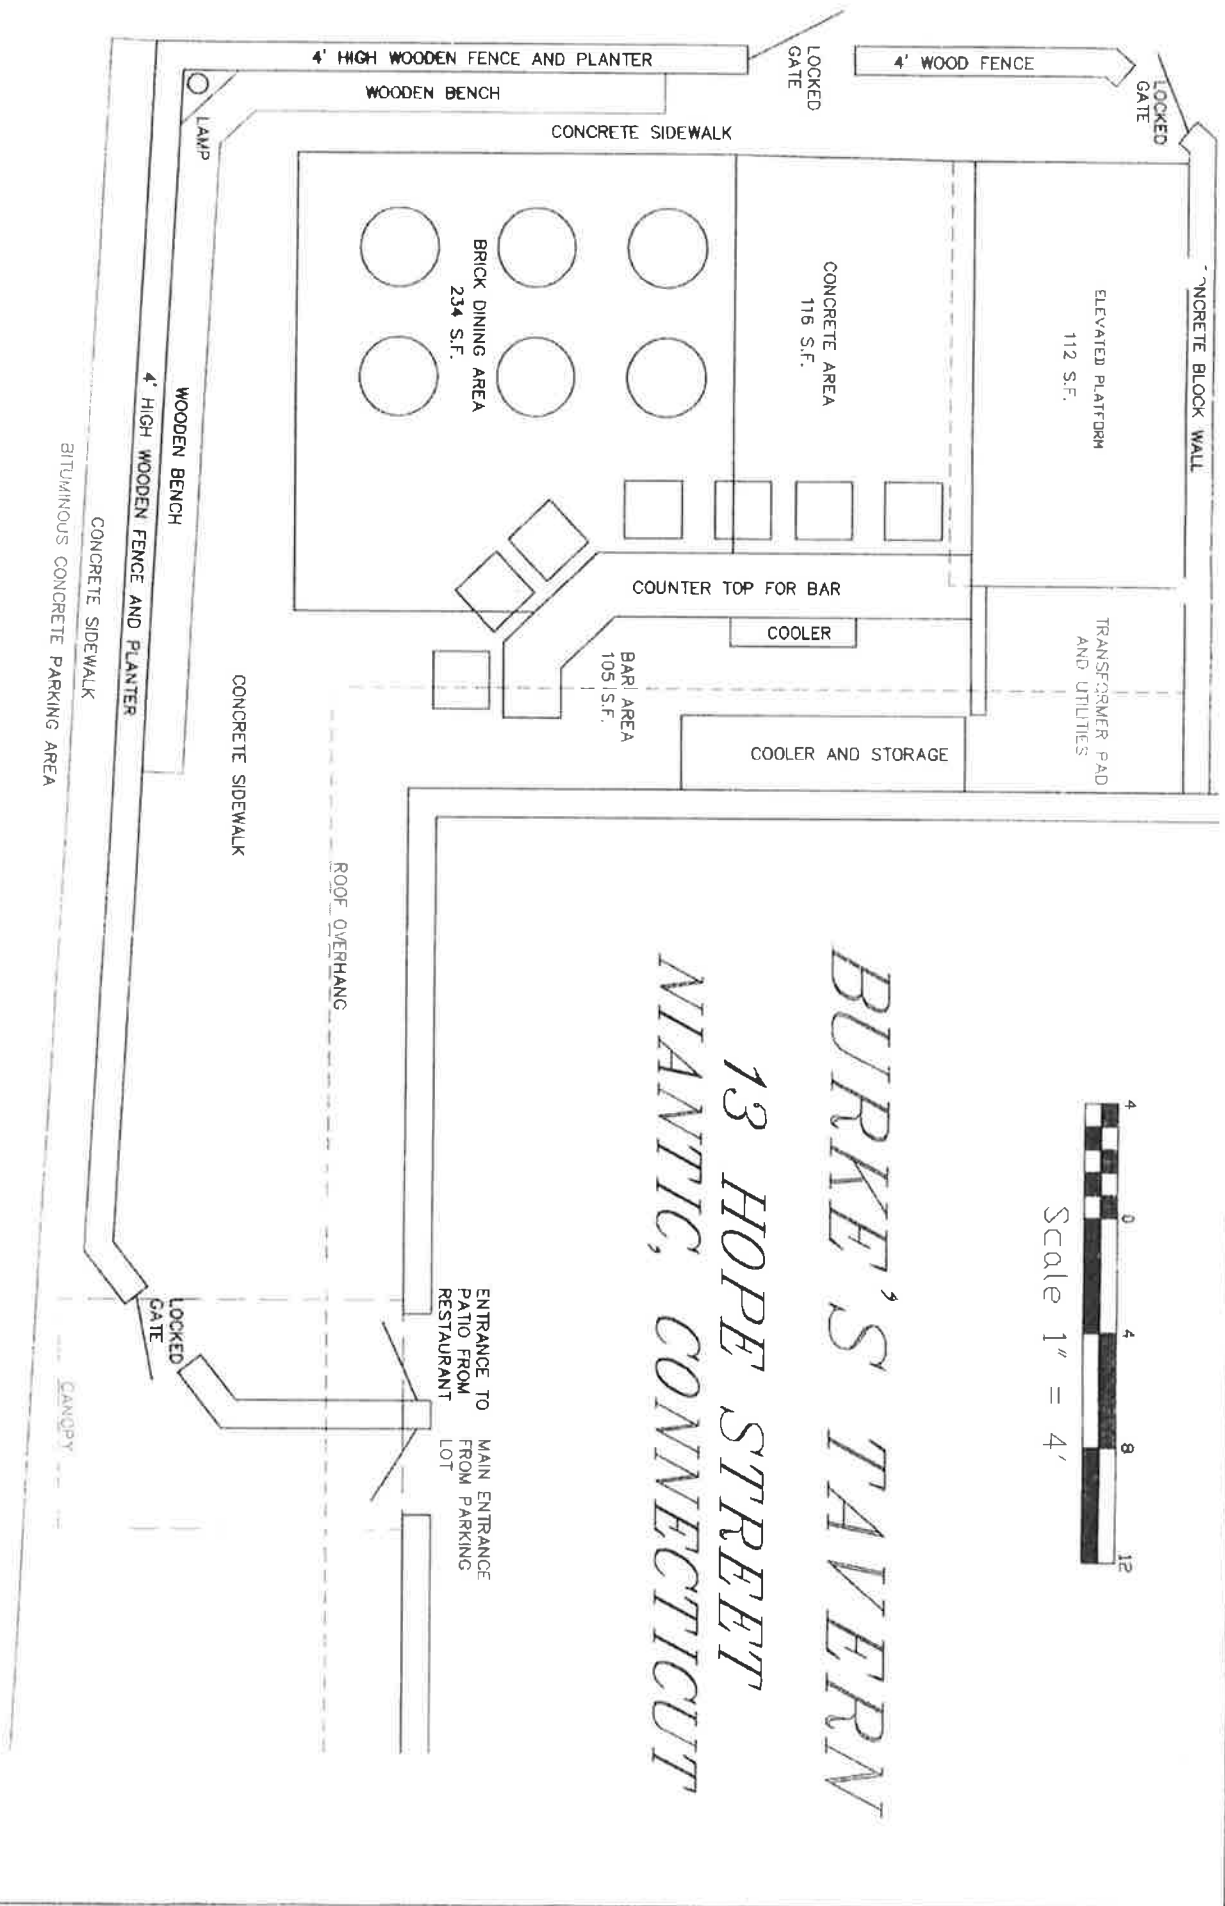 4' HIGH WOODEN FENCE AND PLANTER
WOODEN BENCH
LOCKED
GATE
4' WOOD FENCE
LOCKED
GATE
LAMP
CONCRETE SIDEWALK
BRICK DINING AREA
234 S.F.
CONCRETE AREA
116 S.F.
ELEVATED PLATFORM
112 S.F.
CONCRETE BLOCK WALL
COUNTER TOP FOR BAR
COOLER
BAR AREA
105 S.F.
TRANSFORMER PAD
AND UTILITIES
COOLER AND STORAGE
WOODEN BENCH
4' HIGH WOODEN FENCE AND PLANTER
CONCRETE SIDEWALK
BITUMINOUS CONCRETE PARKING AREA
CONCRETE SIDEWALK
ROOF OVERHANG
BURKE'S TAVERN
13 HOPE STREET
NIANTIC, CONNECTICUT
4 0 4 8 12
Scale 1" = 4'
ENTRANCE TO
PATIO FROM
RESTAURANT
MAIN ENTRANCE
FROM PARKING
LOT
LOCKED
GATE
CANOPY